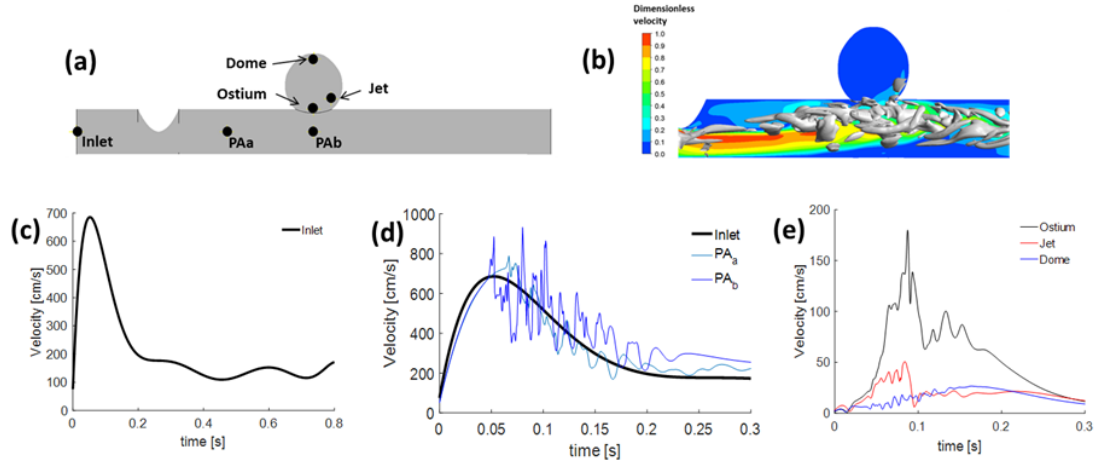 (a)
Dome
Jet
Ostium
Inlet
PAa
PAb
Dimensionless
velocity
(b)
1.0
0.9
0.8
0.7
0.6
0.5
0.4
0.3
0.2
0.1
0.0
(c)
Velocity [cm/s]
700
600
500
400
300
200
100
0
0 0.2 0.4 0.6 0.8
time [s]
Inlet
(d)
Velocity [cm/s]
1000
800
600
400
200
0
0 0.05 0.1 0.15 0.2 0.25 0.3
time [s]
Inlet
PAa
PAb
(e)
Velocity [cm/s]
200
150
100
50
0
0 0.1 0.2 0.3
time [s]
Ostium
Jet
Dome